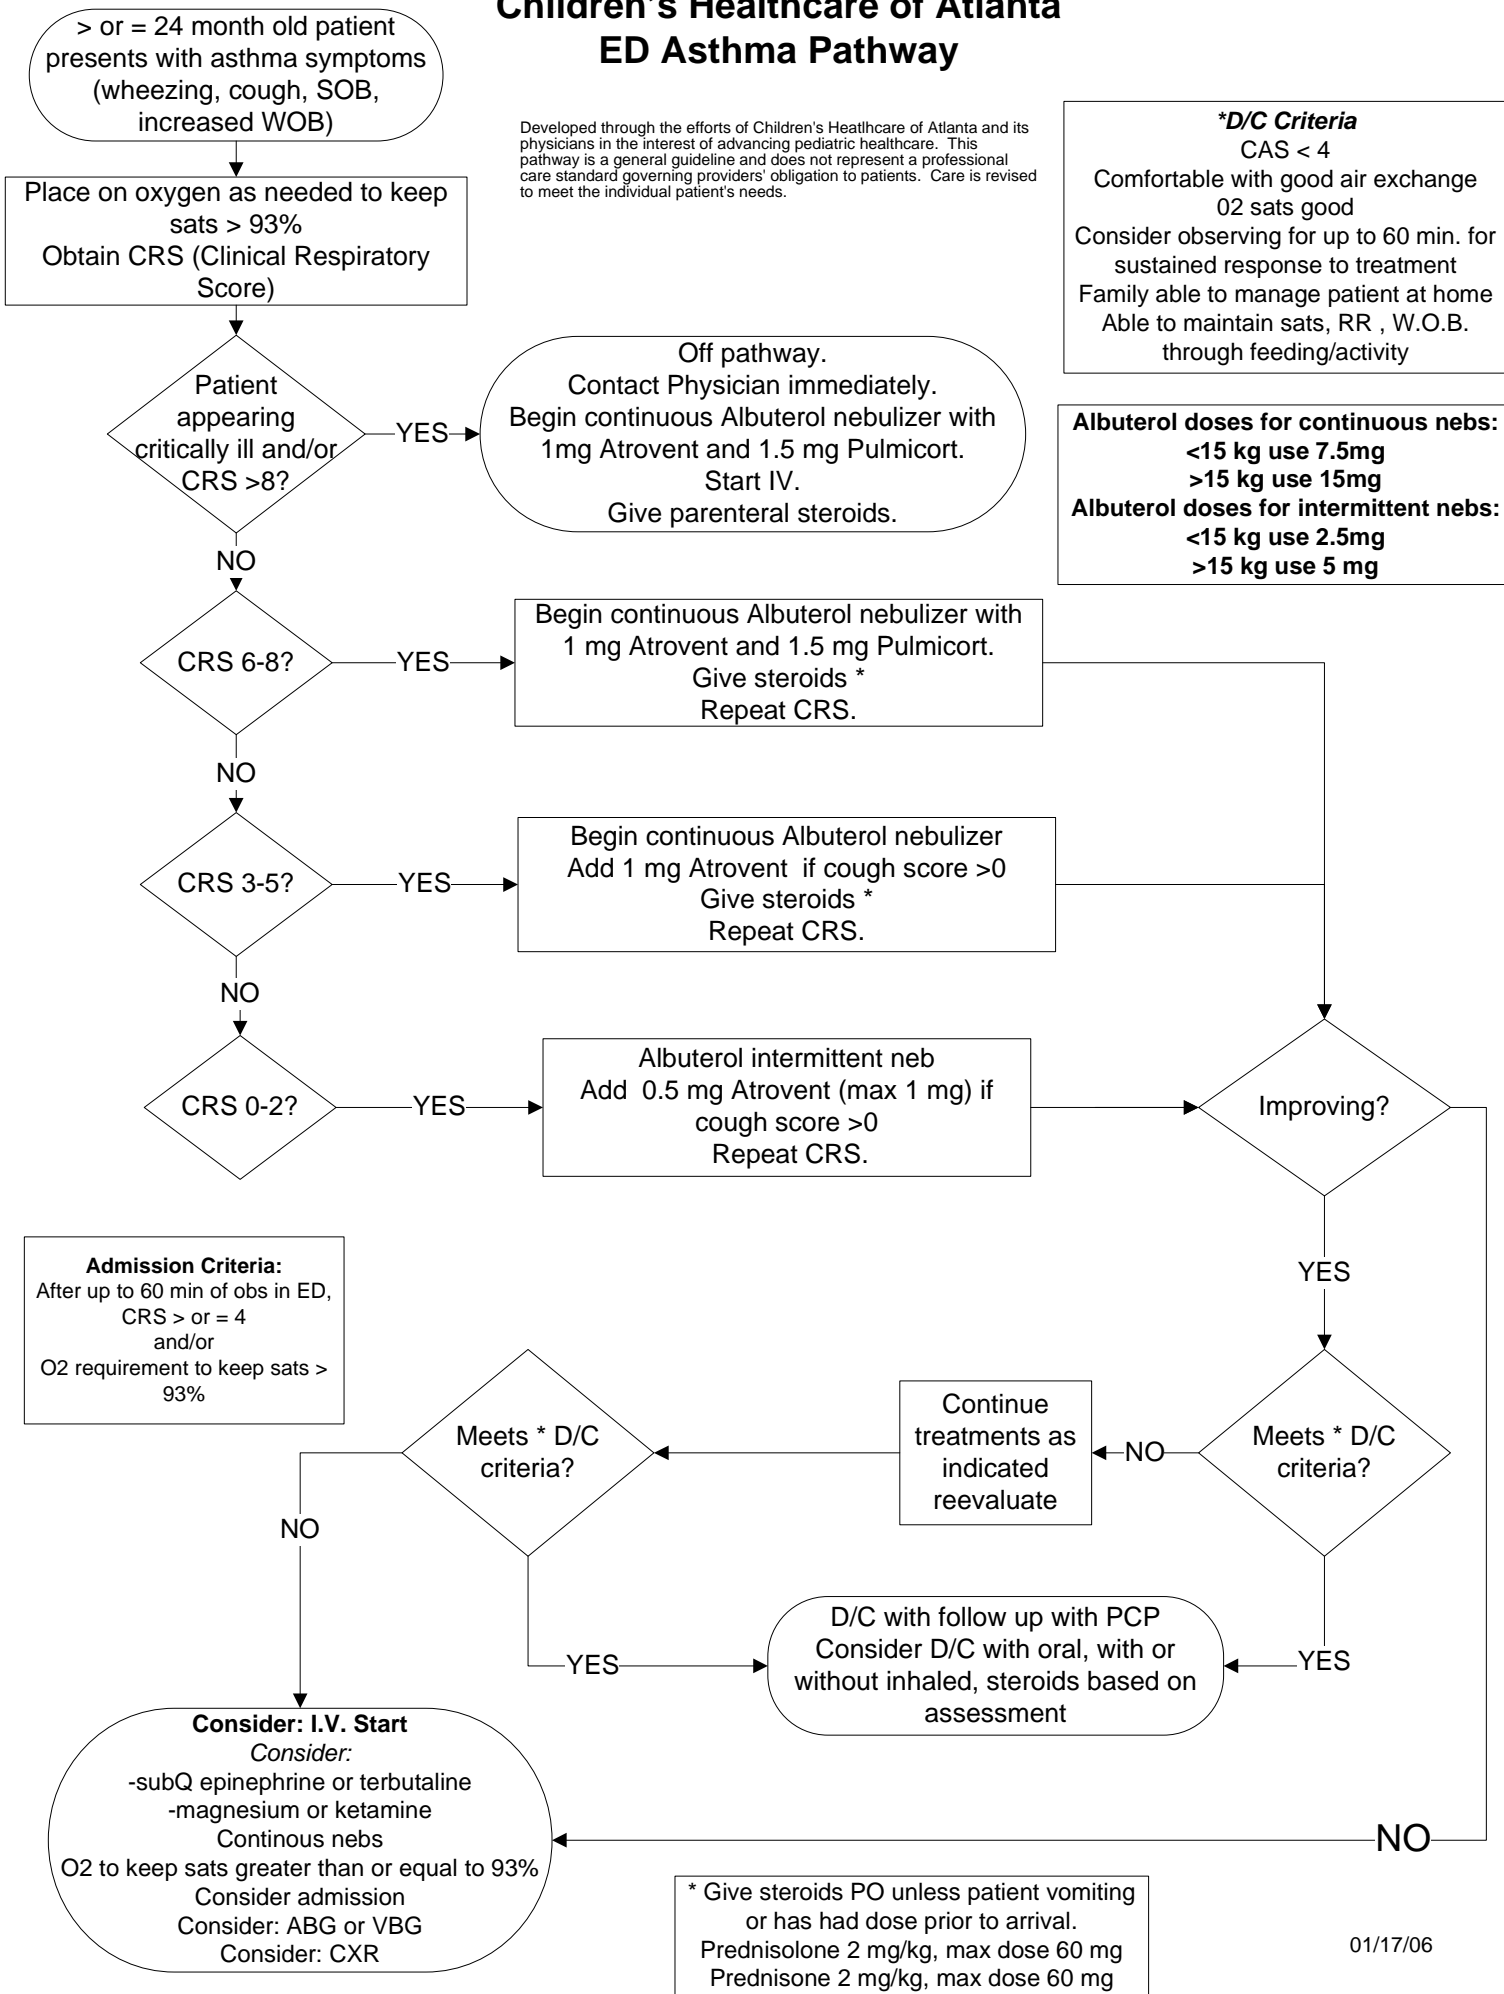 Children's Healthcare of Atlanta
ED Asthma Pathway
> or = 24 month old patient
presents with asthma symptoms
(wheezing, cough, SOB,
increased WOB)
Developed through the efforts of Children's Heatlhcare of Atlanta and its
physicians in the interest of advancing pediatric healthcare. This
pathway is a general guideline and does not represent a professional
care standard governing providers' obligation to patients. Care is revised
to meet the individual patient's needs.
*D/C Criteria
CAS < 4
Comfortable with good air exchange
02 sats good
Consider observing for up to 60 min. for
sustained response to treatment
Family able to manage patient at home
Able to maintain sats, RR , W.O.B.
through feeding/activity
Place on oxygen as needed to keep
sats > 93%
Obtain CRS (Clinical Respiratory
Score)
Patient
appearing
critically ill and/or
CRS >8?
YES
Off pathway.
Contact Physician immediately.
Begin continuous Albuterol nebulizer with
1mg Atrovent and 1.5 mg Pulmicort.
Start IV.
Give parenteral steroids.
Albuterol doses for continuous nebs:
<15 kg use 7.5mg
>15 kg use 15mg
Albuterol doses for intermittent nebs:
<15 kg use 2.5mg
>15 kg use 5 mg
NO
CRS 6-8?
YES
Begin continuous Albuterol nebulizer with
1 mg Atrovent and 1.5 mg Pulmicort.
Give steroids *
Repeat CRS.
NO
CRS 3-5?
YES
Begin continuous Albuterol nebulizer
Add 1 mg Atrovent if cough score >0
Give steroids *
Repeat CRS.
NO
CRS 0-2?
YES
Albuterol intermittent neb
Add 0.5 mg Atrovent (max 1 mg) if
cough score >0
Repeat CRS.
Improving?
YES
Admission Criteria:
After up to 60 min of obs in ED,
CRS > or = 4
and/or
O2 requirement to keep sats >
93%
Meets * D/C
criteria?
Continue
treatments as
indicated
reevaluate
NO
Meets * D/C
criteria?
NO
YES
D/C with follow up with PCP
Consider D/C with oral, with or
without inhaled, steroids based on
assessment
YES
Consider: I.V. Start
Consider:
-subQ epinephrine or terbutaline
-magnesium or ketamine
Continous nebs
O2 to keep sats greater than or equal to 93%
Consider admission
Consider: ABG or VBG
Consider: CXR
NO
* Give steroids PO unless patient vomiting
or has had dose prior to arrival.
Prednisolone 2 mg/kg, max dose 60 mg
Prednisone 2 mg/kg, max dose 60 mg
01/17/06